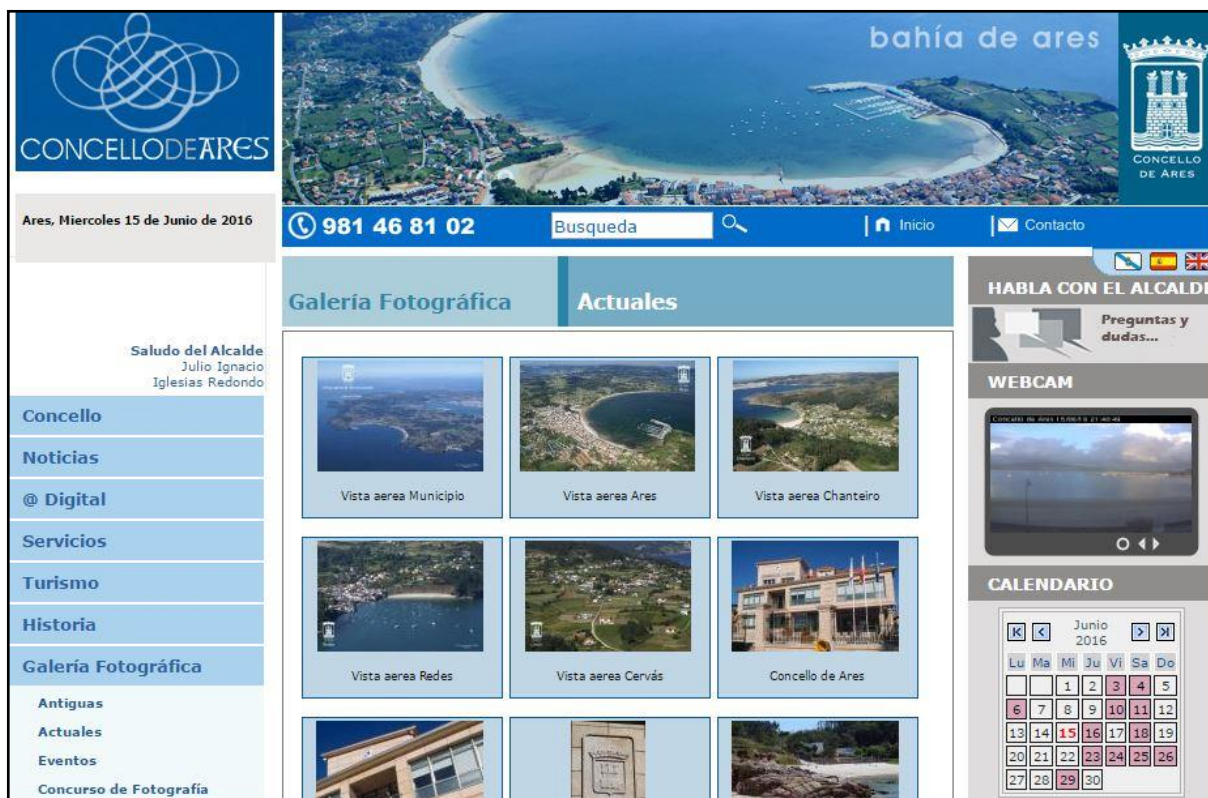 CONCELLODEARES
bahía de ares
CONCELLO
DE ARES
Ares, Miercoles 15 de Junio de 2016
981 46 81 02
Busqueda
Inicio
Contacto
Saludo del Alcalde
Julio Ignacio
Iglesias Redondo
Concello
Noticias
@ Digital
Servicios
Turismo
Historia
Galería Fotográfica
Antiguas
Actuales
Eventos
Concurso de Fotografía
Galería Fotográfica
Actuales
Vista aerea Municipio
Vista aerea Ares
Vista aerea Chanteiro
Vista aerea Redes
Vista aerea Cervás
Concello de Ares
HABLA CON EL ALCALDE
Preguntas y
dudas...
WEBCAM
CALENDARIO
Junio
2016
Lu Ma Mi Ju Vi Sa Do
1 2 3 4 5
6 7 8 9 10 11 12
13 14 15 16 17 18 19
20 21 22 23 24 25 26
27 28 29 30